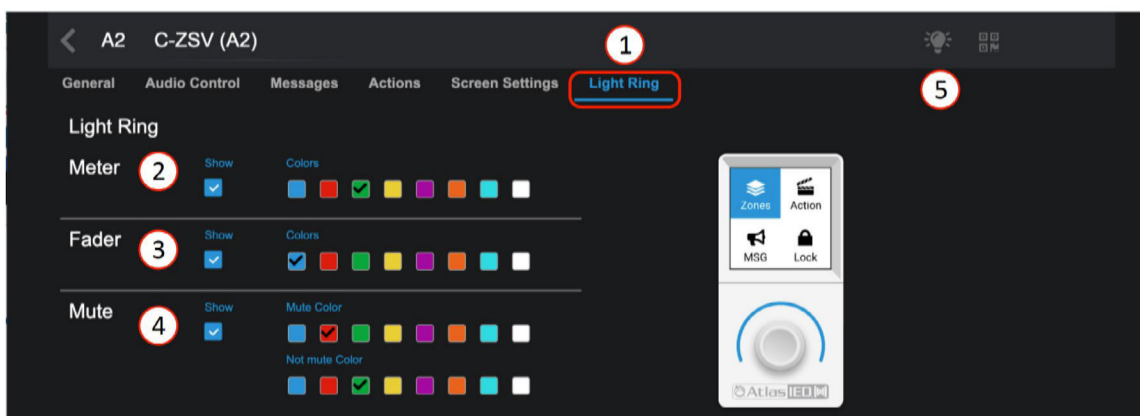 A2 C-ZSV (A2)
1
General Audio Control Messages Actions Screen Settings Light Ring
5
Light Ring
Meter 2 Show Colors
Zones Action
Fader 3 Show Colors
MSG Lock
Mute 4 Show Mute Color
Not mute Color
AtlasIED